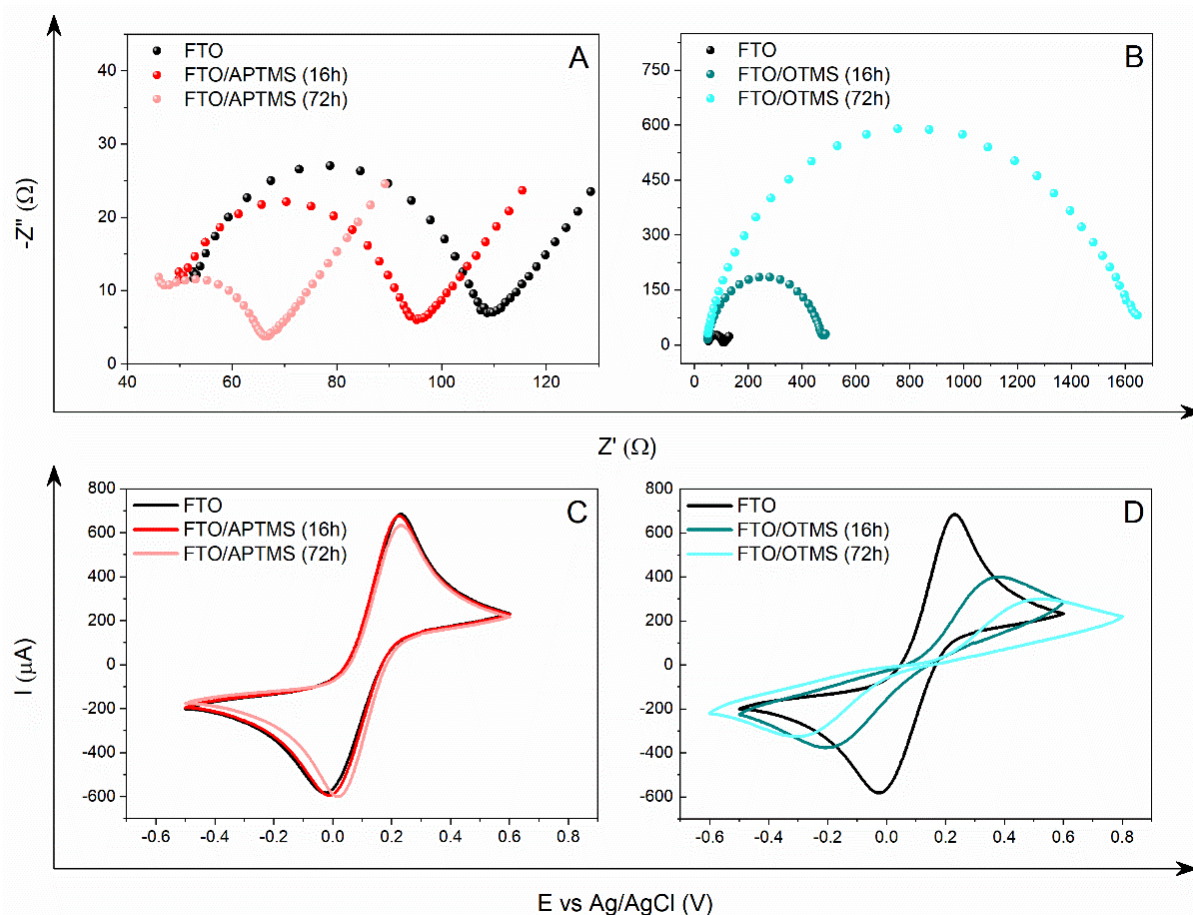 FTO
FTO/APTMS (16h)
FTO/APTMS (72h)
A
40
30
20
10
0
40 60 80 100 120
FTO
FTO/OTMS (16h)
FTO/OTMS (72h)
B
750
600
450
300
150
0
0 200 400 600 800 1000 1200 1400 1600
-Z'' (Ω)
Z' (Ω)
FTO
FTO/APTMS (16h)
FTO/APTMS (72h)
C
800
600
400
200
0
-200
-400
-600
-0.6 -0.4 -0.2 0.0 0.2 0.4 0.6 0.8
FTO
FTO/OTMS (16h)
FTO/OTMS (72h)
D
800
600
400
200
0
-200
-400
-600
-0.6 -0.4 -0.2 0.0 0.2 0.4 0.6 0.8
I (μA)
E vs Ag/AgCl (V)